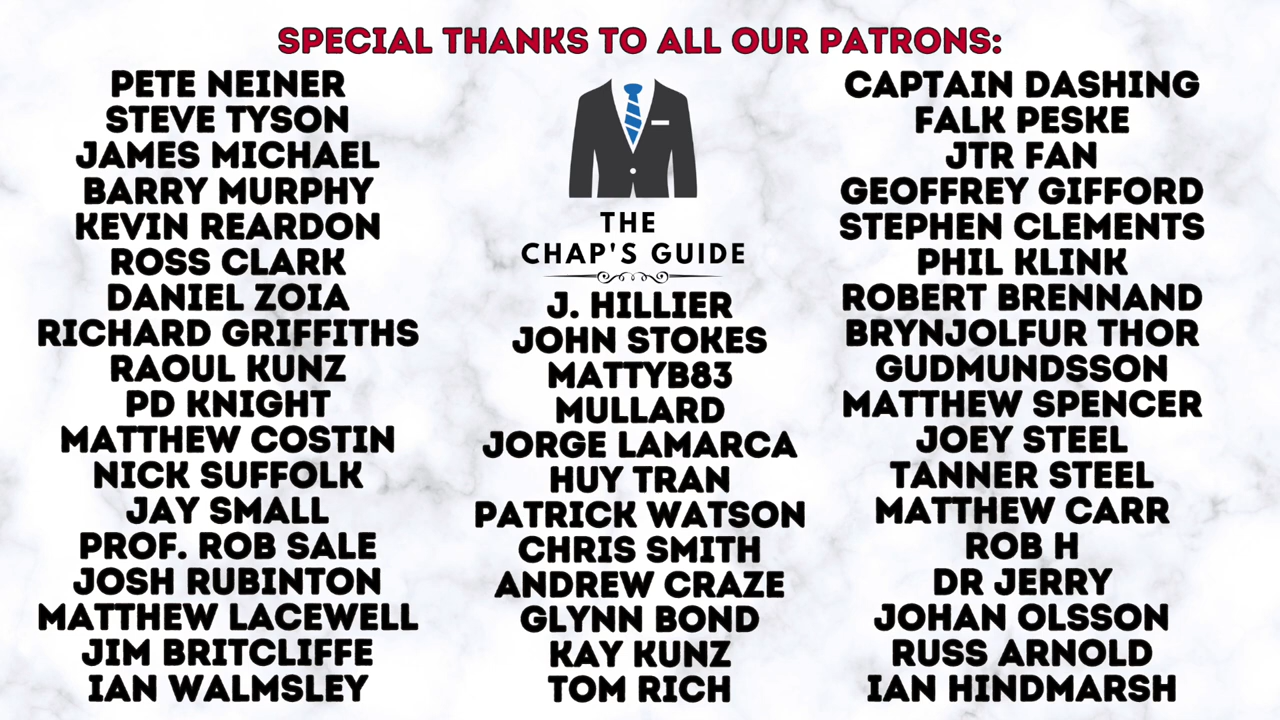 SPECIAL THANKS TO ALL OUR PATRONS:
PETE NEINER
STEVE TYSON
JAMES MICHAEL
BARRY MURPHY
KEVIN REARDON
ROSS CLARK
DANIEL ZOIA
RICHARD GRIFFITHS
RAOUL KUNZ
PD KNIGHT
MATTHEW COSTIN
NICK SUFFOLK
JAY SMALL
PROF. ROB SALE
JOSH RUBINTON
MATTHEW LACEWELL
JIM BRITCLIFFE
IAN WALMSLEY
THE
CHAP'S GUIDE
J. HILLIER
JOHN STOKES
MATTYB83
MULLARD
JORGE LAMARCA
HUY TRAN
PATRICK WATSON
CHRIS SMITH
ANDREW CRAZE
GLYNN BOND
KAY KUNZ
TOM RICH
CAPTAIN DASHING
FALK PESKE
JTR FAN
GEOFFREY GIFFORD
STEPHEN CLEMENTS
PHIL KLINK
ROBERT BRENNAND
BRYNJOLFUR THOR
GUDMUNDSSON
MATTHEW SPENCER
JOEY STEEL
TANNER STEEL
MATTHEW CARR
ROB H
DR JERRY
JOHAN OLSSON
RUSS ARNOLD
IAN HINDMARSH